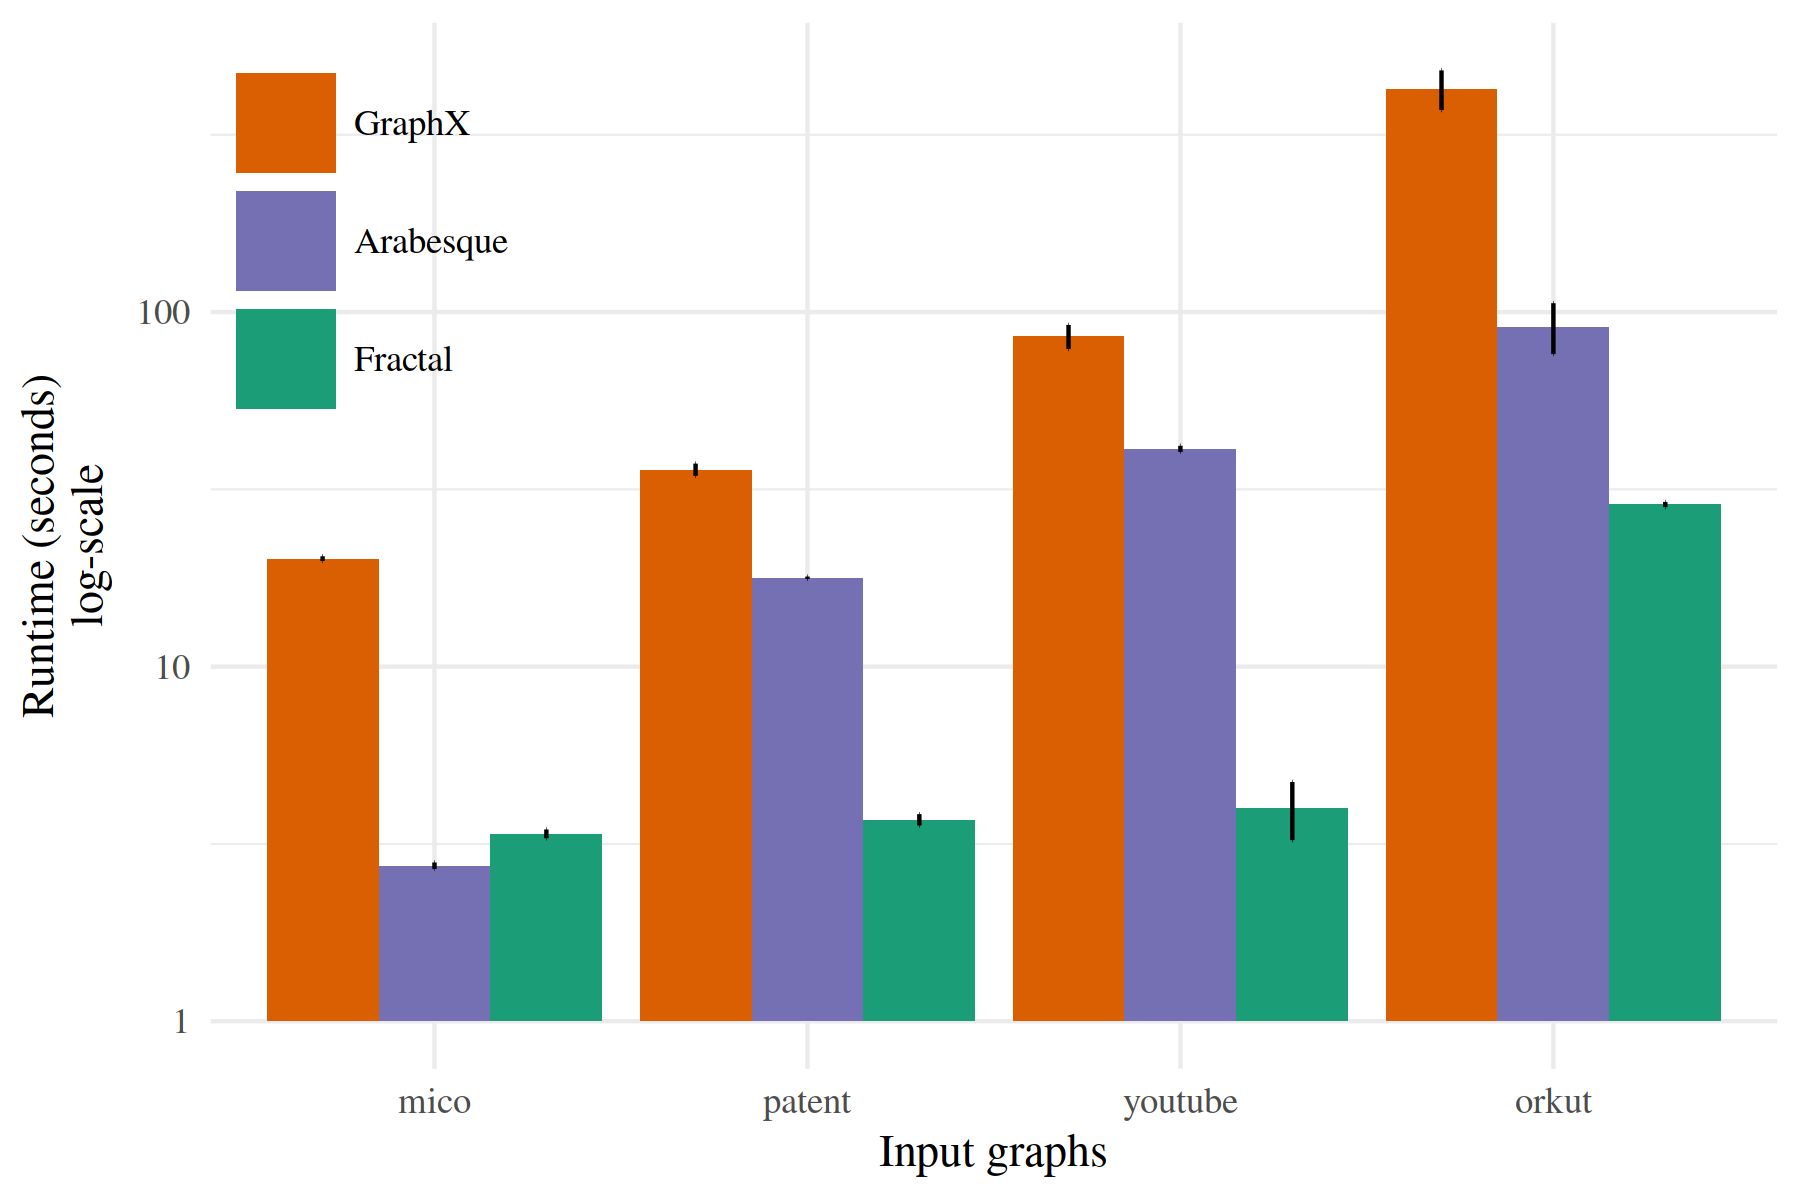 GraphX
Arabesque
Fractal
100
10
1
Runtime (seconds)
log-scale
mico
patent
youtube
orkut
Input graphs